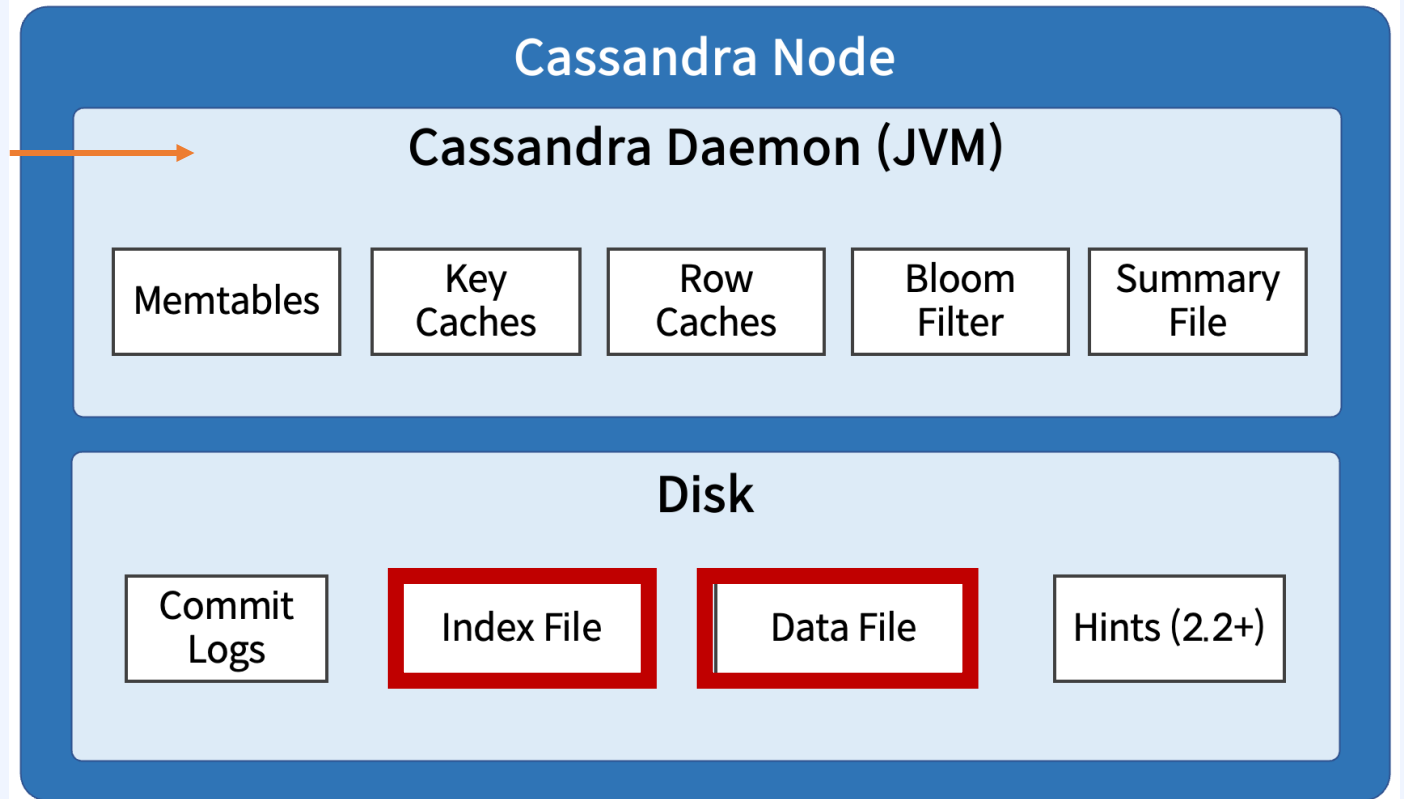 Cassandra Node
Cassandra Daemon (JVM)
Memtables
Key
Caches
Row
Caches
Bloom
Filter
Summary
File
Disk
Commit
Logs
Index File
Data File
Hints (2.2+)